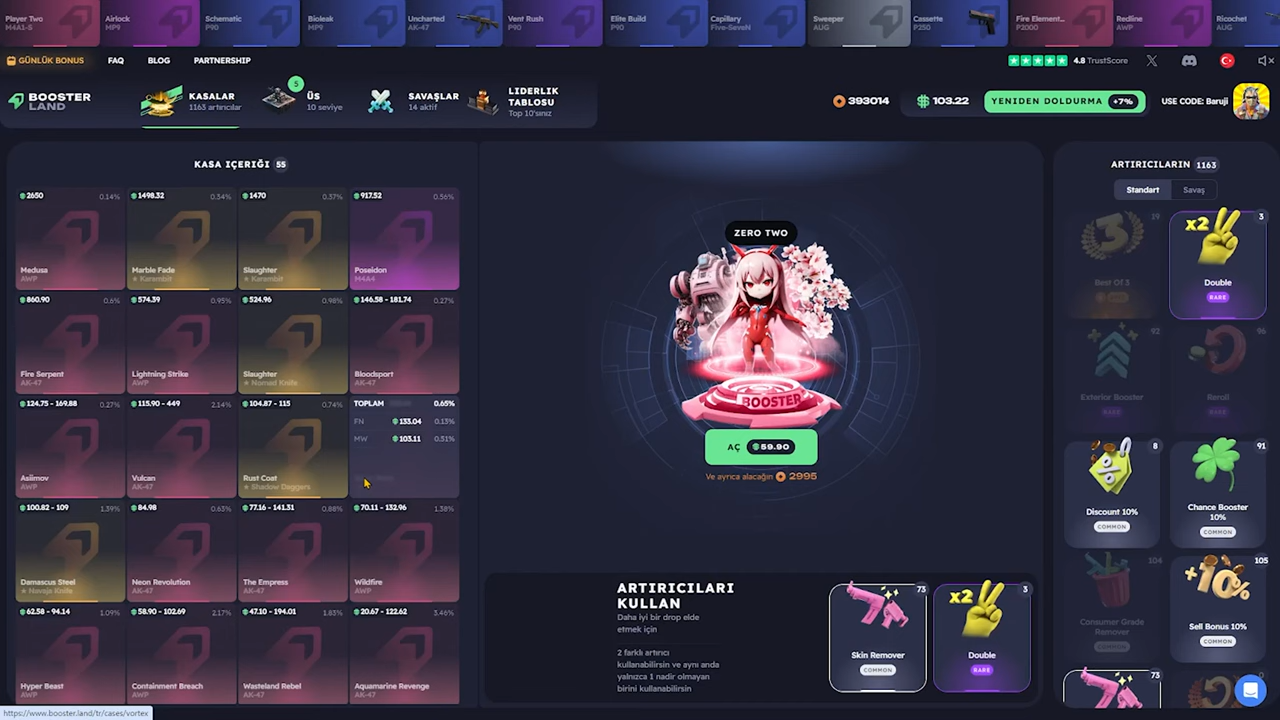 Player Two
M4A1-S
Airlock
MP9
Schematic
P90
Bioleak
MP9
Uncharted
AK-47
Vent Rush
P90
Elite Build
P90
Capillary
Five-SeveN
Sweeper
AUG
Cassette
P250
Fire Element...
P2000
Redline
AWP
Ricochet
AUG
GÜNLÜK BONUS
FAQ
BLOG
PARTNERSHIP
4.8 TrustScore
BOOSTER
LAND
KASALAR
1163 artırıcılar
5
ÜS
10 seviye
SAVAŞLAR
14 aktif
LIDERLIK
TABLOSU
Top 10'sınız
393014
103.22
YENIDEN DOLDURMA +7%
USE CODE: Baruji
KASA IÇERIĞI 55
2650 0.14%
Medusa
AWP
1498.32 0.34%
Marble Fade
★ Karambit
1470 0.37%
Slaughter
★ Karambit
917.52 0.56%
Poseidon
M4A4
860.90 0.6%
Fire Serpent
AK-47
574.39 0.95%
Lightning Strike
AWP
524.96 0.98%
Slaughter
★ Nomad Knife
146.58 - 181.74 0.27%
Bloodsport
AK-47
0.27%
Asiimov
AWP
115.90 - 449 2.14%
Vulcan
AK-47
104.87 - 115 0.74%
Rust Coat
★ Shadow Daggers
TOPLAM 0.65%
FN 133.04 0.13%
MW 103.11 0.51%
100.82 - 109 1.39%
Damascus Steel
★ Navaja Knife
84.98 0.63%
Neon Revolution
AK-47
77.16 - 141.31 0.88%
The Empress
AK-47
70.11 - 132.96 1.38%
Wildfire
AWP
62.58 - 94.14 1.09%
Hyper Beast
AWP
58.90 - 102.69 2.17%
Containment Breach
AWP
47.10 - 194.01 1.83%
Wasteland Rebel
AK-47
20.67 - 122.62 3.46%
Aquamarine Revenge
AK-47
ZERO TWO
BOOSTER
AÇ 59.90
Ve ayrıca alacağın 2995
ARTIRICILARI
KULLAN
Daha iyi bir drop elde
etmek için
2 farklı artırıcı
kullanabilirsin ve aynı anda
yalnızca 1 nadir olmayan
birini kullanabilirsin
73
Skin Remover
COMMON
3
x2
Double
RARE
ARTIRICILARIN 1163
Standart
Savaş
19
3
Best Of 3
3
x2
Double
RARE
92
Exterior Booster
RARE
96
Reroll
RARE
8
%
Discount 10%
COMMON
91
Chance Booster
10%
COMMON
104
Consumer Grade
Remover
COMMON
105
+10%
Sell Bonus 10%
COMMON
73
https://www.booster.land/tr/cases/vortex